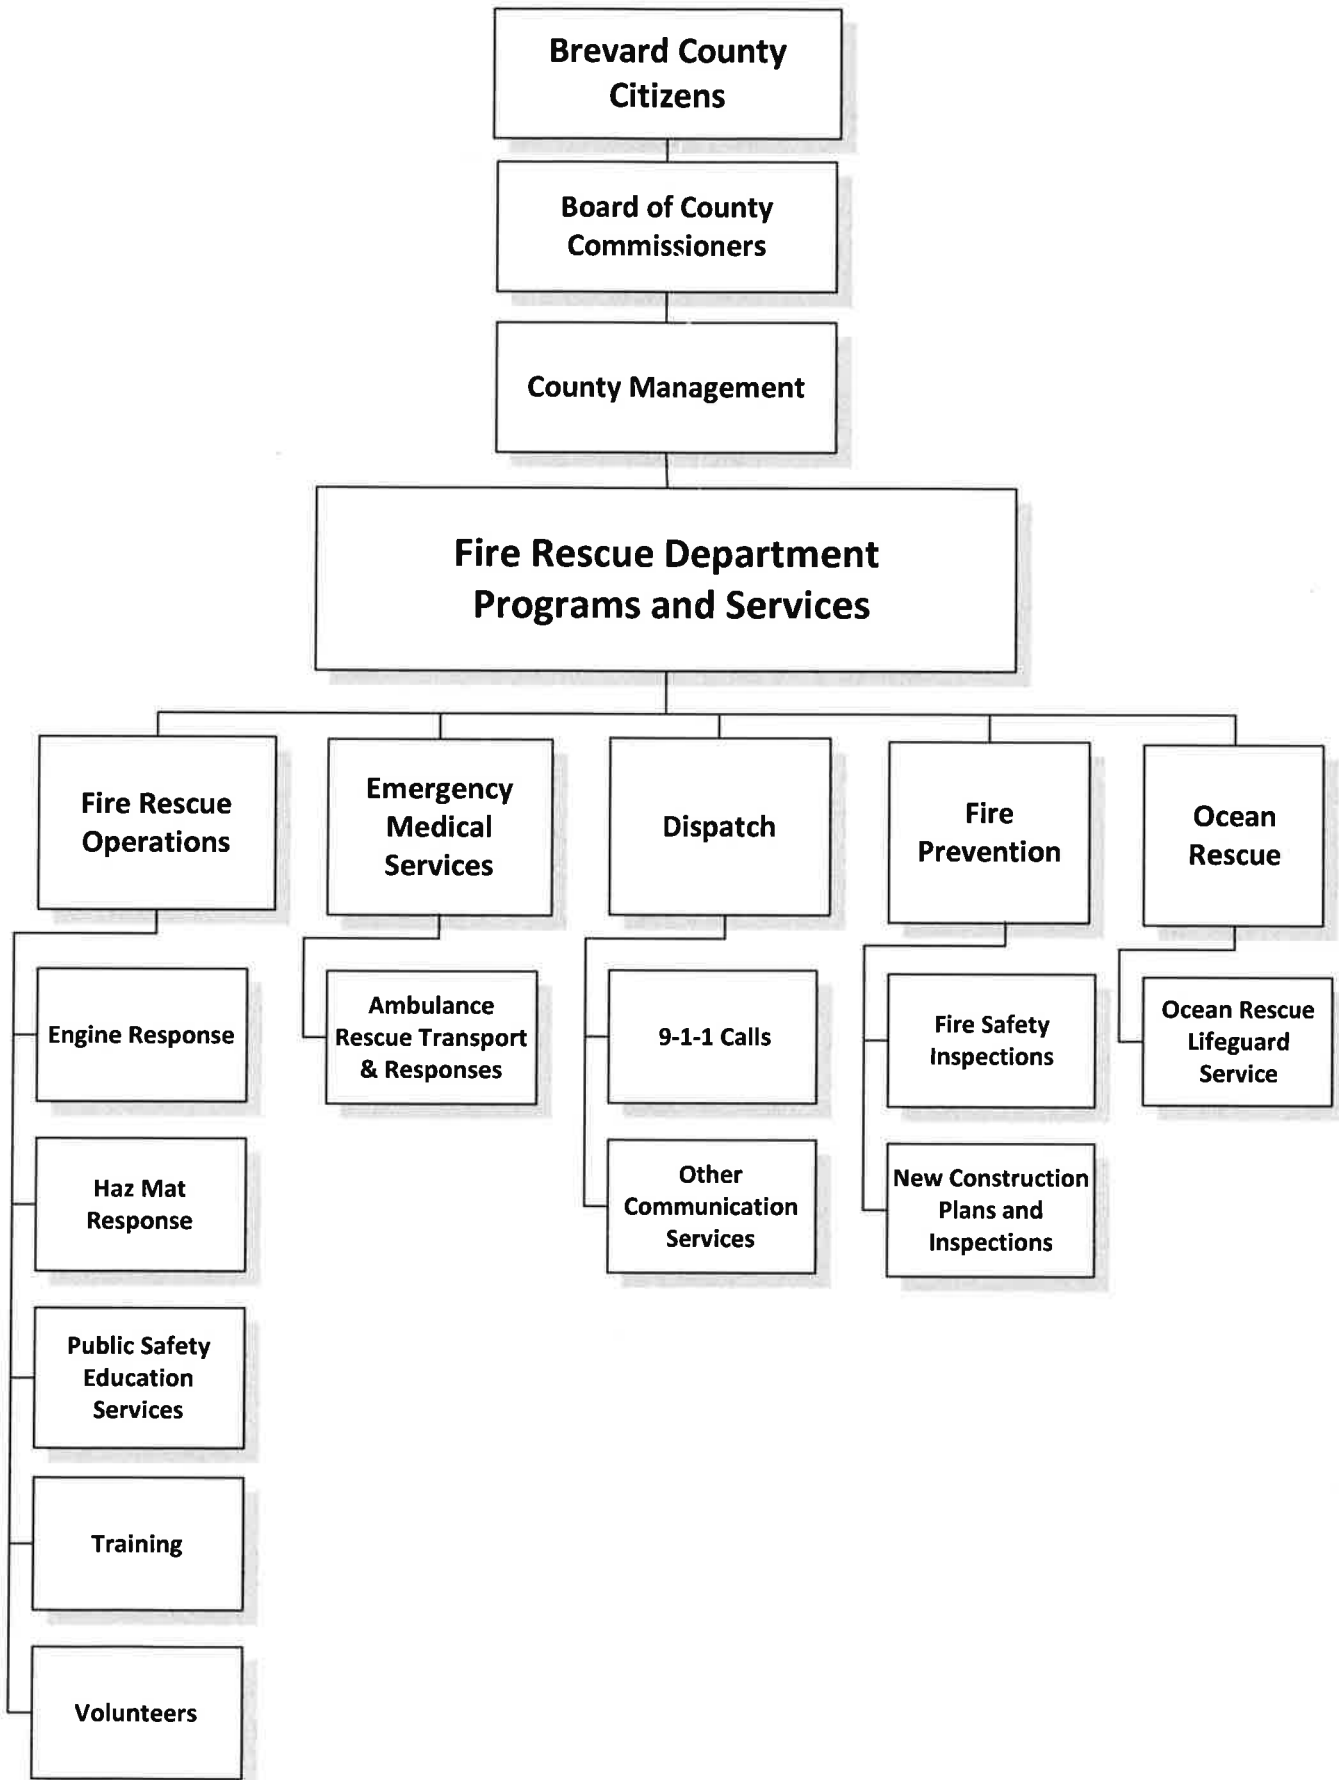 Brevard County
Citizens
Board of County
Commissioners
County Management
Fire Rescue Department
Programs and Services
Fire Rescue
Operations
Emergency
Medical
Services
Dispatch
Fire
Prevention
Ocean
Rescue
Engine Response
Haz Mat
Response
Public Safety
Education
Services
Training
Volunteers
Ambulance
Rescue Transport
& Responses
9-1-1 Calls
Other
Communication
Services
Fire Safety
Inspections
New Construction
Plans and
Inspections
Ocean Rescue
Lifeguard
Service